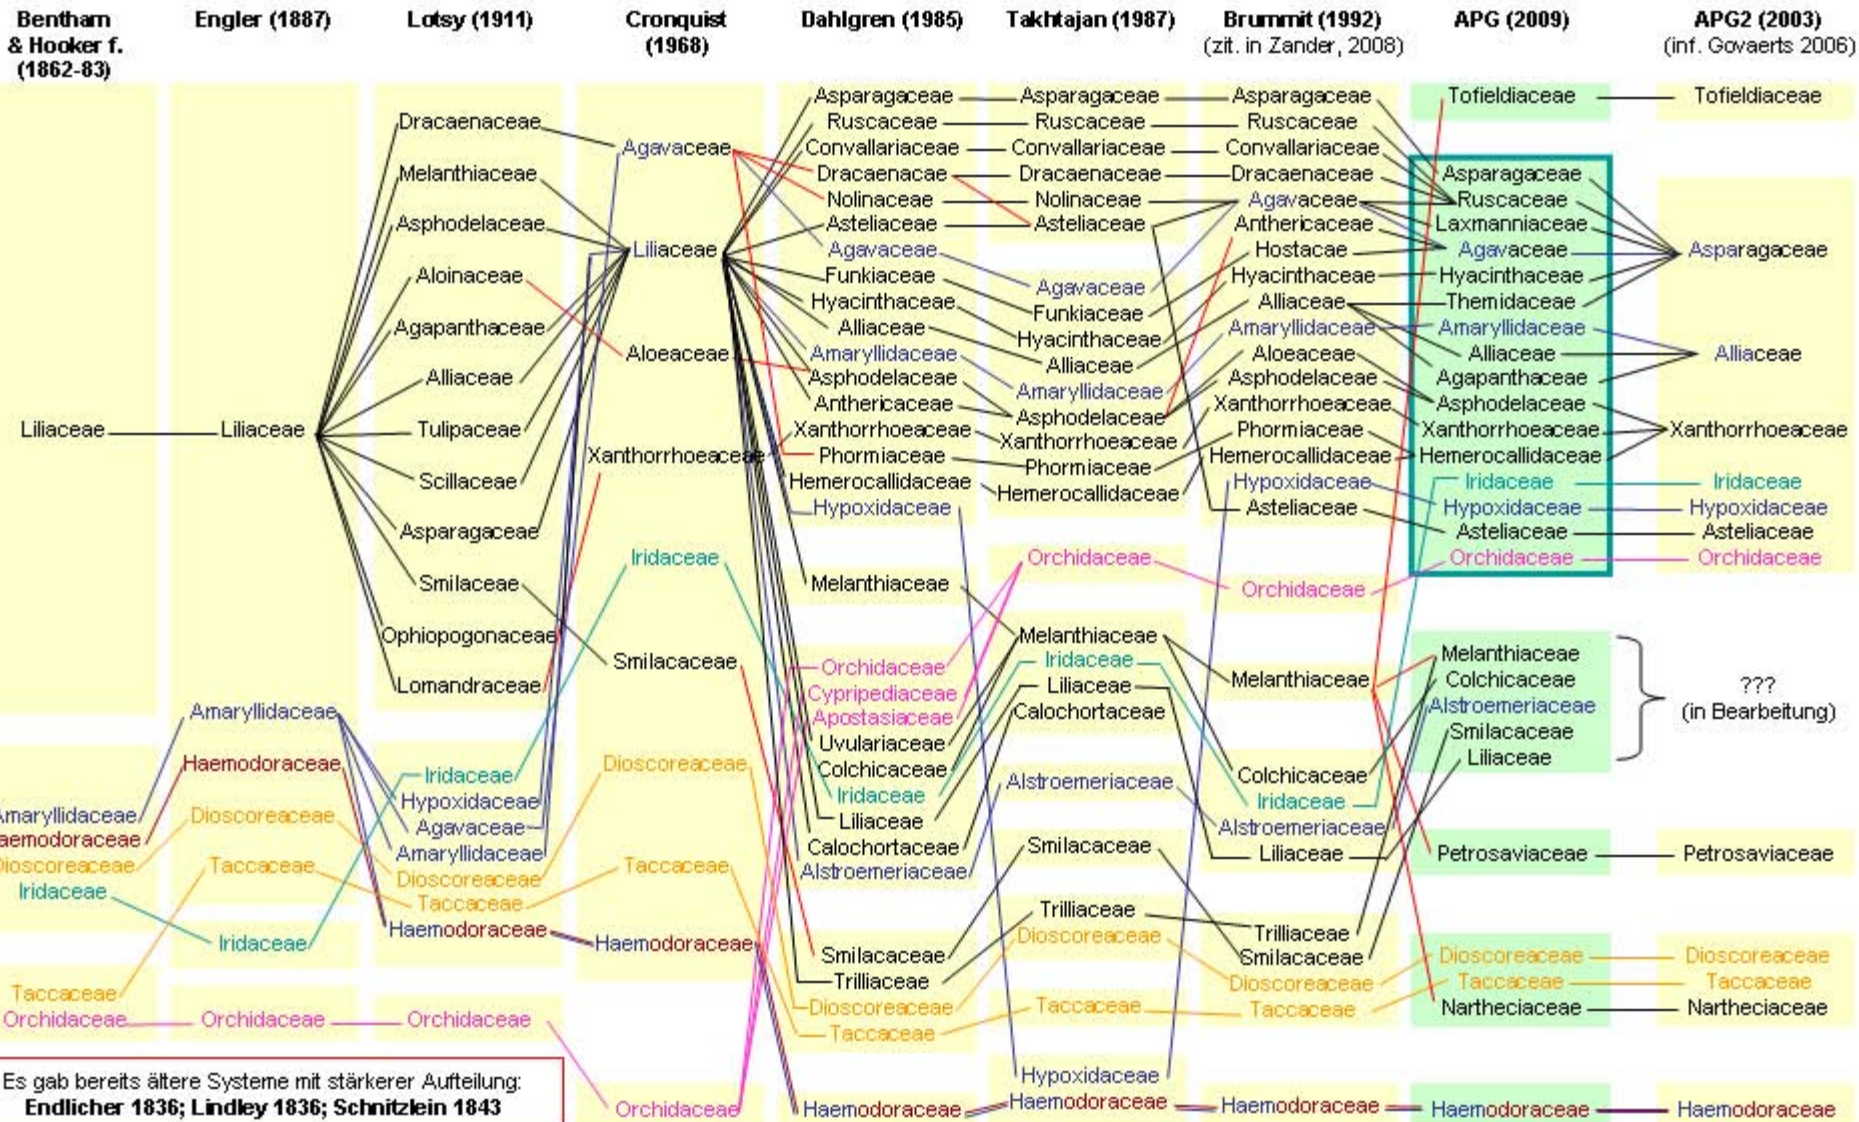 Bentham
& Hooker f.
(1862-83)
Engler (1887)
Lotsy (1911)
Cronquist
(1968)
Dahlgren (1985)
Takhtajan (1987)
Brummit (1992)
(zit. in Zander, 2008)
APG (2009)
APG2 (2003)
(inf. Govaerts 2006)
Liliaceae
Amaryllidaceae
aemodoraceae
Dioscoreaceae
Iridaceae
Taccaceae
Orchidaceae
Liliaceae
Amaryllidaceae
Haemodoraceae
Dioscoreaceae
Taccaceae
Iridaceae
Orchidaceae
Dracaenaceae
Melanthiaceae
Asphodelaceae
Aloinaceae
Agapanthaceae
Alliaceae
Tulipaceae
Scillaceae
Asparagaceae
Smilaceae
Ophiopogonaceae
Lomandraceae
Iridaceae
Hypoxidaceae
Agavaceae
Amaryllidaceae
Dioscoreaceae
Taccaceae
Haemodoraceae
Orchidaceae
Agavaceae
Liliaceae
Aloeaceae
Xanthorrhoeaceae
Iridaceae
Smilacaceae
Dioscoreaceae
Taccaceae
Haemodoraceae
Orchidaceae
Asparagaceae
Ruscaceae
Convallariaceae
Dracaenacae
Nolinaceae
Asteliaceae
Agavaceae
Funkiaceae
Hyacinthaceae
Alliaceae
Amaryllidaceae
Asphodelaceae
Anthericaceae
Xanthorrhoeaceae
Phormiaceae
Hemerocallidaceae
Hypoxidaceae
Melanthiaceae
Orchidaceae
Cypripediaceae
Apostasiaceae
Uvulariaceae
Colchicaceae
Iridaceae
Liliaceae
Calochortaceae
Alstroemeriaceae
Smilacaceae
Trilliaceae
Dioscoreaceae
Taccaceae
Haemodoraceae
Asparagaceae
Ruscaceae
Convallariaceae
Dracaenaceae
Nolinaceae
Asteliaceae
Agavaceae
Funkiaceae
Hyacinthaceae
Alliaceae
Amaryllidaceae
Asphodelaceae
Xanthorrhoeaceae
Phormiaceae
Hemerocallidaceae
Orchidaceae
Melanthiaceae
Iridaceae
Liliaceae
Calochortaceae
Alstroemeriaceae
Smilacaceae
Trilliaceae
Dioscoreaceae
Taccaceae
Hypoxidaceae
Haemodoraceae
Asparagaceae
Ruscaceae
Convallariaceae
Dracaenaceae
Agavaceae
Anthericaceae
Hostacae
Hyacinthaceae
Alliaceae
Amaryllidaceae
Aloeaceae
Asphodelaceae
Xanthorrhoeaceae
Phormiaceae
Hemerocallidaceae
Hypoxidaceae
Asteliaceae
Orchidaceae
Melanthiaceae
Colchicaceae
Iridaceae
Alstroemeriaceae
Liliaceae
Trilliaceae
Smilacaceae
Dioscoreaceae
Taccaceae
Haemodoraceae
Tofieldiaceae
Asparagaceae
Ruscaceae
Laxmanniaceae
Agavaceae
Hyacinthaceae
Themidaceae
Amaryllidaceae
Alliaceae
Agapanthaceae
Asphodelaceae
Xanthorrhoeaceae
Hemerocallidaceae
Iridaceae
Hypoxidaceae
Asteliaceae
Orchidaceae
Melanthiaceae
Colchicaceae
Alstroemeriaceae
Smilacaceae
Liliaceae
Petrosaviaceae
Dioscoreaceae
Taccaceae
Nartheciaceae
Haemodoraceae
Tofieldiaceae
Asparagaceae
Alliaceae
Xanthorrhoeaceae
Iridaceae
Hypoxidaceae
Asteliaceae
Orchidaceae
???
(in Bearbeitung)
Petrosaviaceae
Dioscoreaceae
Taccaceae
Nartheciaceae
Haemodoraceae
Es gab bereits ältere Systeme mit stärkerer Aufteilung:
Endlicher 1836; Lindley 1836; Schnitzlein 1843